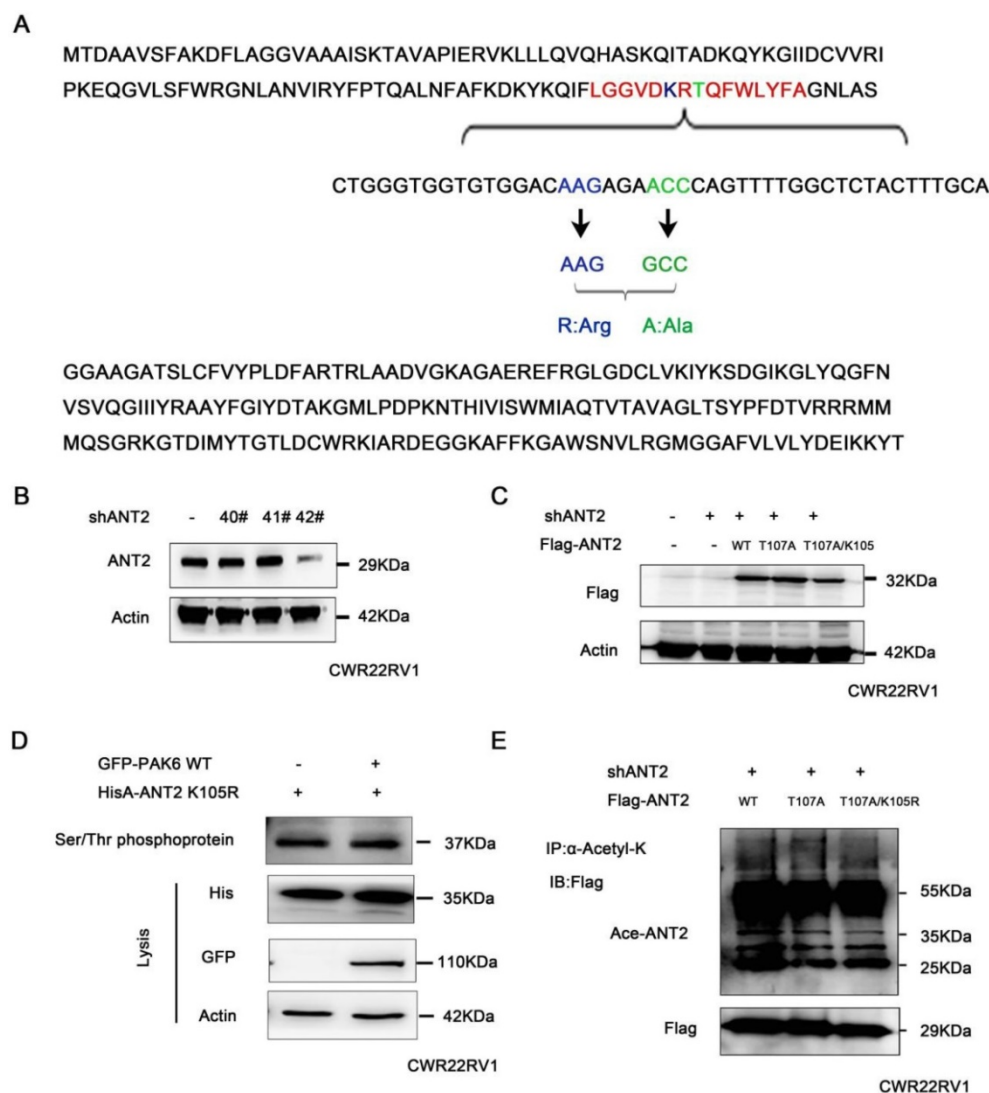 A
MTDAAVSFAKDFLAGGVAAAISKTAVAPIERVKLLLQVQHASKQITADKQYKGIIDCVVRI
PKEQGVLSFWRGNLANVIRYFPTQALNFAFKDKYKQIFLGGVDKRTQFWLYFAGNLAS
CTGGGTGGTGTGGACAAGAGAACCCAGTTTTGGCTCTACTTTGCA
AAG GCC
R:Arg A:Ala
GGAAGATSLCFVYPLDFARTRLAADVGKAGAEREFRGLGDCLVKIYKSDGIKGLYQGFN
VSVQGIIIYRAAYFGIYDTAKGMLPDPKNTHIVISWMIAQTVTAVAGLTSYPFDTVRRRMM
MQSGRKGTDIMYTGTLDCWRKIARDEGGKAFFKGAWSNVLRGMGGAFVLVLYDEIKKYT
B
shANT2 - 40# 41# 42#
ANT2 29KDa
Actin 42KDa
CWR22RV1
C
shANT2 - + + + +
Flag-ANT2 - - WT T107A T107A/K105
Flag 32KDa
Actin 42KDa
CWR22RV1
D
GFP-PAK6 WT - +
HisA-ANT2 K105R + +
Ser/Thr phosphoprotein 37KDa
Lysis
His 35KDa
GFP 110KDa
Actin 42KDa
CWR22RV1
E
shANT2 + + +
Flag-ANT2 WT T107A T107A/K105R
IP:α-Acetyl-K
IB:Flag
55KDa
Ace-ANT2
35KDa
25KDa
Flag 29KDa
CWR22RV1